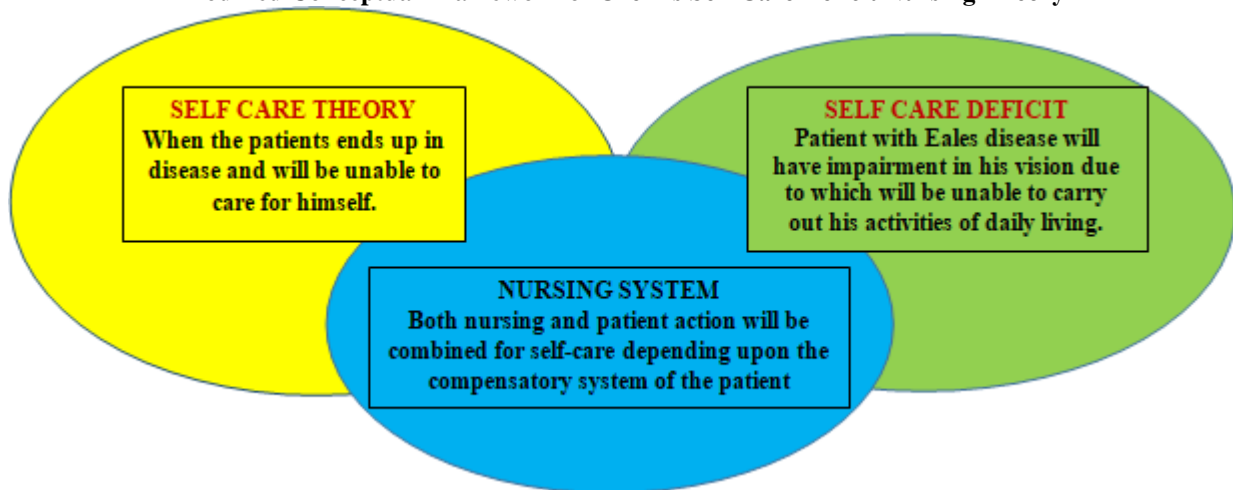 SELF CARE THEORY
When the patients ends up in
disease and will be unable to
care for himself.
SELF CARE DEFICIT
Patient with Eales disease will
have impairment in his vision due
to which will be unable to carry
out his activities of daily living.
NURSING SYSTEM
Both nursing and patient action will be
combined for self-care depending upon the
compensatory system of the patient